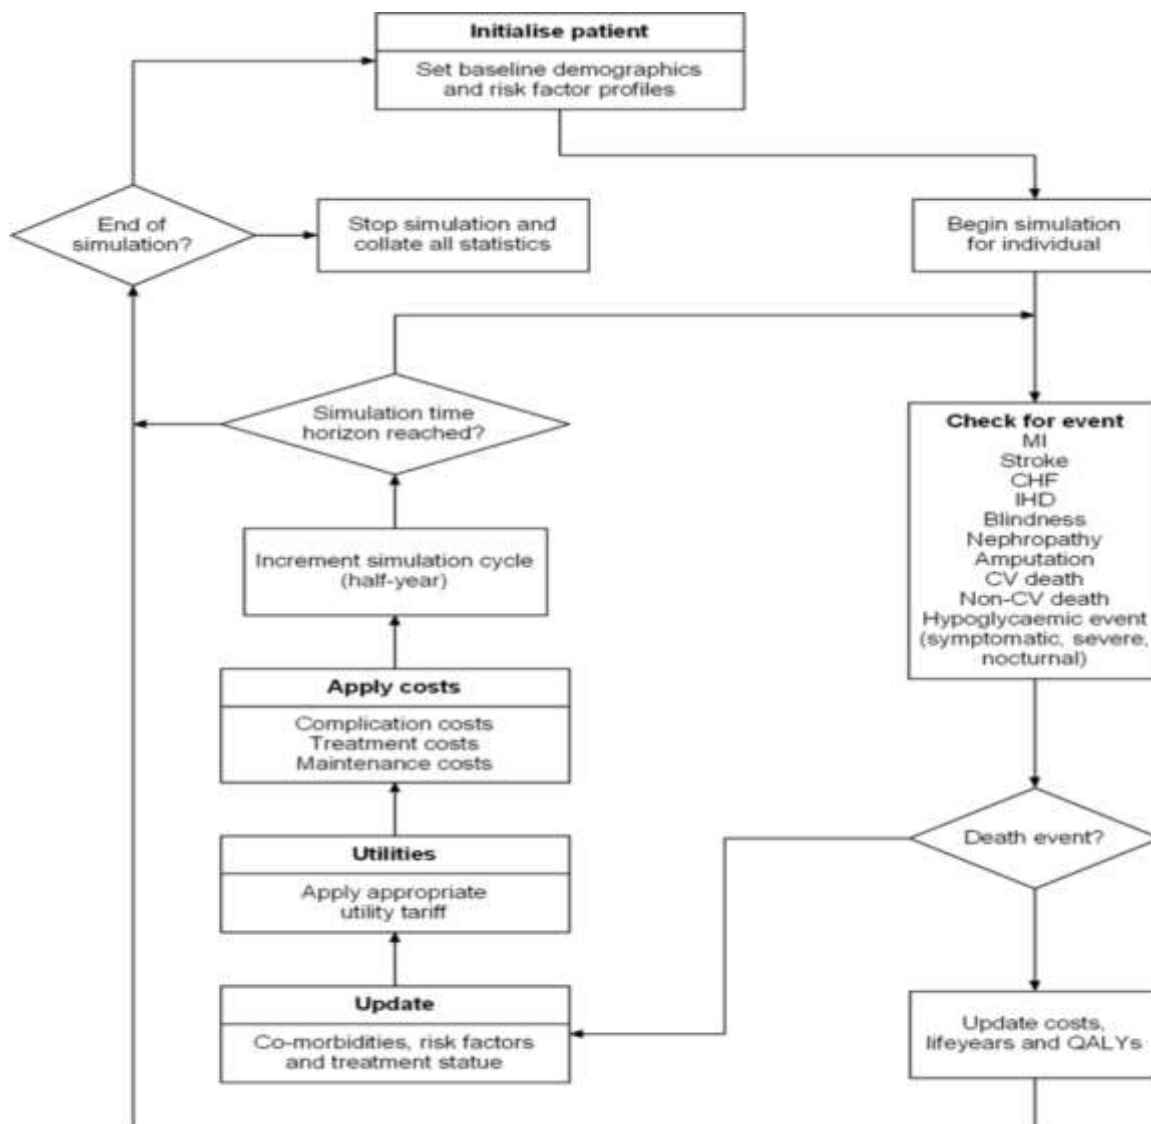 Initialise patient
Set baseline demographics
and risk factor profiles
End of
simulation?
Stop simulation and
collate all statistics
Begin simulation
for individual
Simulation time
horizon reached?
Check for event
MI
Stroke
CHF
IHD
Blindness
Nephropathy
Amputation
CV death
Non-CV death
Hypoglycaemic event
(symptomatic, severe,
nocturnal)
Increment simulation cycle
(half-year)
Apply costs
Complication costs
Treatment costs
Maintenance costs
Death event?
Utilities
Apply appropriate
utility tariff
Update
Co-morbidities, risk factors
and treatment statue
Update costs,
lifeyears and QALYs